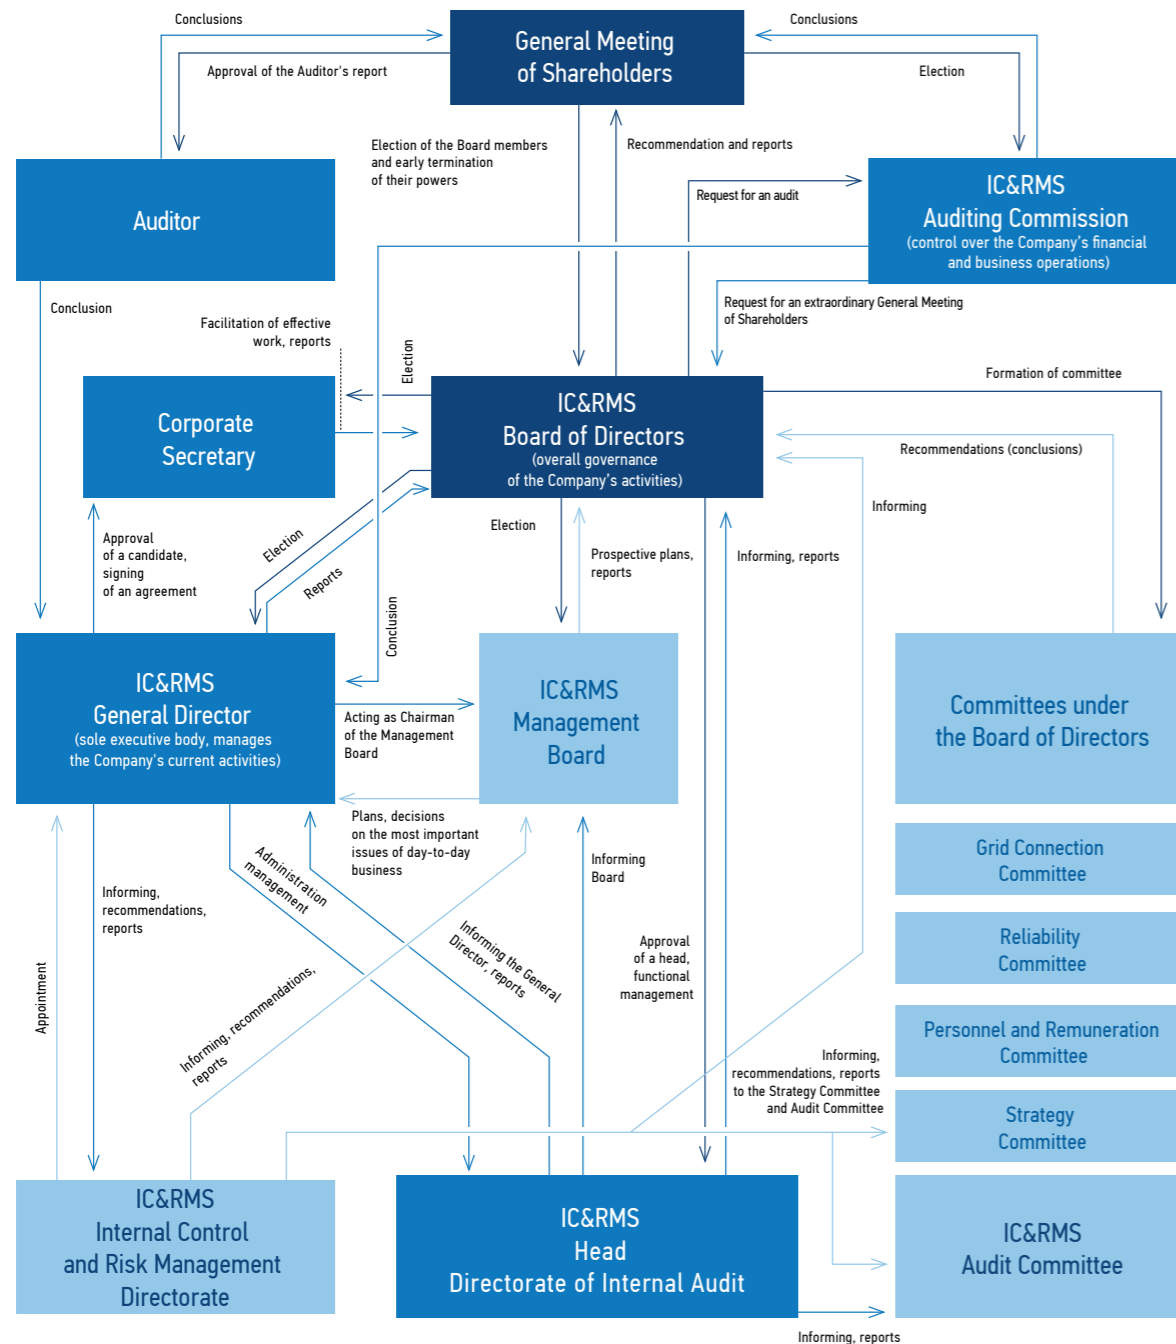 Conclusions
Conclusions
General Meeting
of Shareholders
Approval of the Auditor's report
Election
Election of the Board members
and early termination
of their powers
Recommendation and reports
Request for an audit
Auditor
IC&RMS
Auditing Commission
(control over the Company's financial
and business operations)
Conclusion
Request for an extraordinary General Meeting
of Shareholders
Facilitation of effective
work, reports
Election
Formation of committee
Corporate
Secretary
IC&RMS
Board of Directors
(overall governance
of the Company's activities)
Recommendations (conclusions)
Informing
Approval
of a candidate,
signing
of an agreement
Election
Reports
Election
Prospective plans,
reports
Informing, reports
Conclusion
IC&RMS
General Director
(sole executive body, manages
the Company's current activities)
Acting as Chairman
of the Management
Board
IC&RMS
Management
Board
Committees under
the Board of Directors
Plans, decisions
on the most important
issues of day-to-day
business
Grid Connection
Committee
Informing,
recommendations,
reports
Administration
management
Informing
Board
Informing the General
Director, reports
Approval
of a head,
functional
management
Reliability
Committee
Appointment
Informing, recommendations,
reports
Personnel and Remuneration
Committee
Informing,
recommendations, reports
to the Strategy Committee
and Audit Committee
Strategy
Committee
IC&RMS
Internal Control
and Risk Management
Directorate
IC&RMS
Head
Directorate of Internal Audit
IC&RMS
Audit Committee
Informing, reports